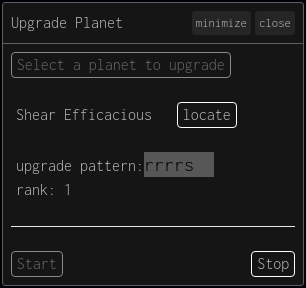 Upgrade Planet minimize close
Select a planet to upgrade
Shear Efficacious locate
upgrade pattern:rrrrs
rank: 1
Start Stop